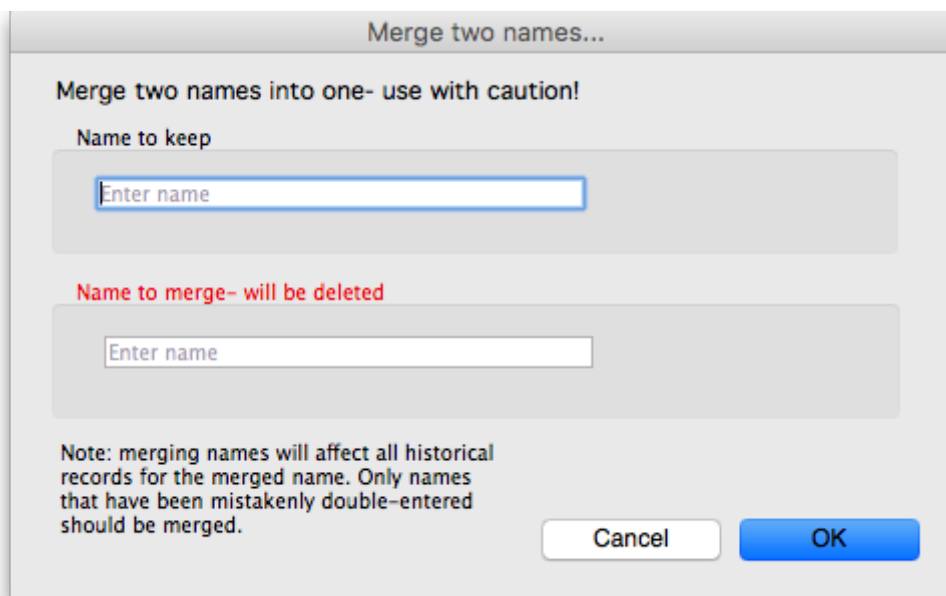 Merge two names...
Merge two names into one- use with caution!
Name to keep
Enter name
Name to merge– will be deleted
Enter name
Note: merging names will affect all historical
records for the merged name. Only names
that have been mistakenly double–entered
should be merged.
Cancel
OK